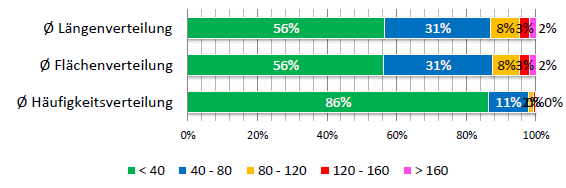 Ø Längenverteilung 56% 31% 8% 3% 2%
Ø Flächenverteilung 56% 31% 8% 3% 2%
Ø Häufigkeitsverteilung 86% 11% 0%
0% 20% 40% 60% 80% 100%
< 40 40 - 80 80 - 120 120 - 160 > 160